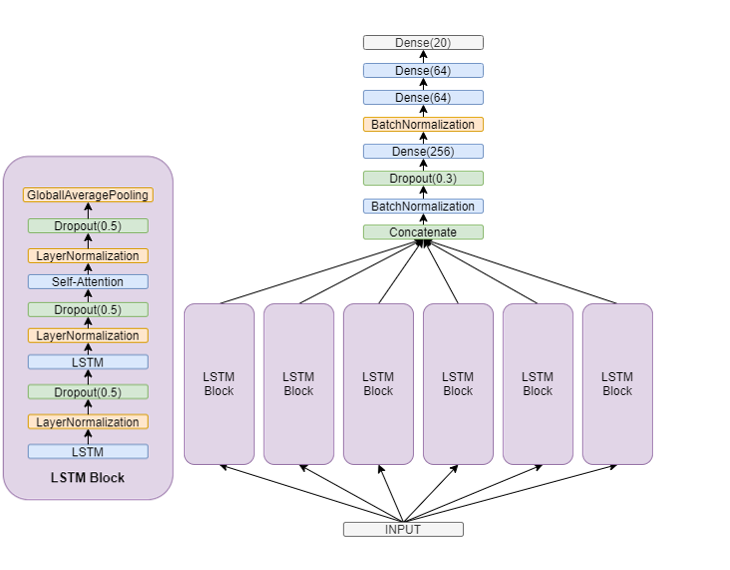 Dense(20)
Dense(64)
Dense(64)
BatchNormalization
Dense(256)
Dropout(0.3)
BatchNormalization
Concatenate
GloballAveragePooling
Dropout(0.5)
LayerNormalization
Self-Attention
Dropout(0.5)
LayerNormalization
LSTM
Dropout(0.5)
LayerNormalization
LSTM
LSTM Block
LSTM
Block
LSTM
Block
LSTM
Block
LSTM
Block
LSTM
Block
LSTM
Block
INPUT